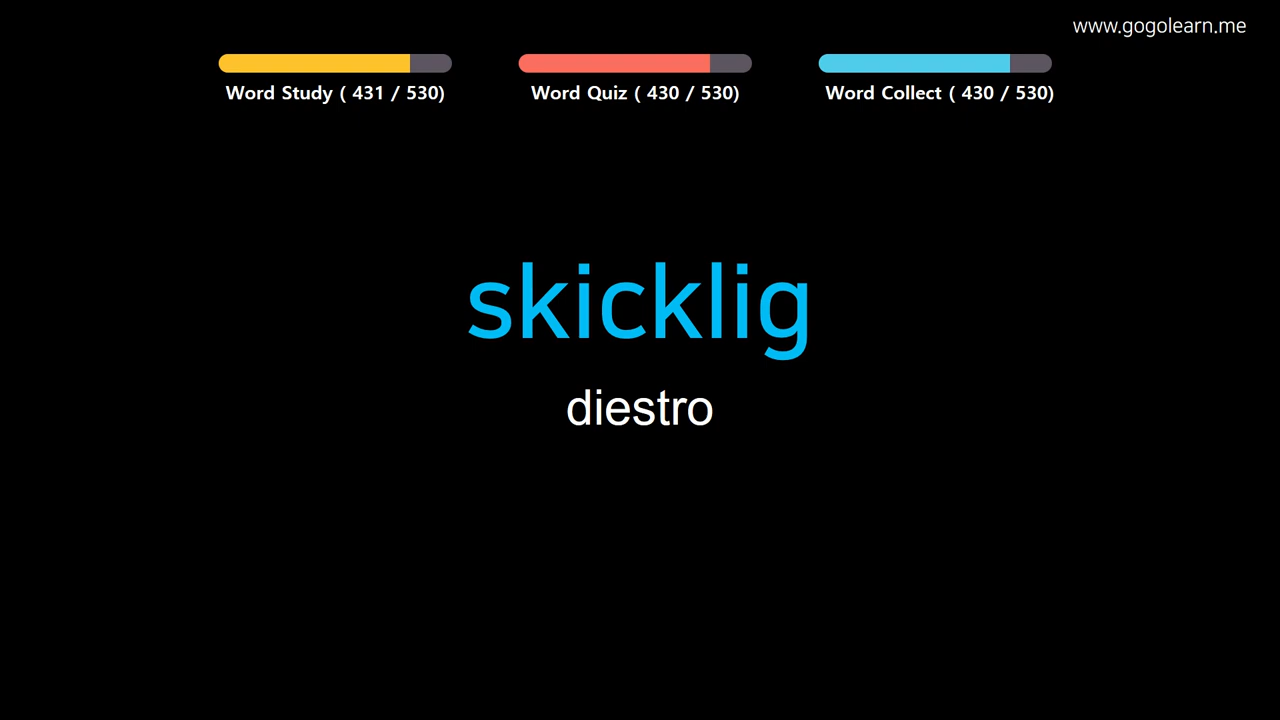 www.gogolearn.me
Word Study ( 431 / 530)
Word Quiz ( 430 / 530)
Word Collect ( 430 / 530)
skicklig
diestro